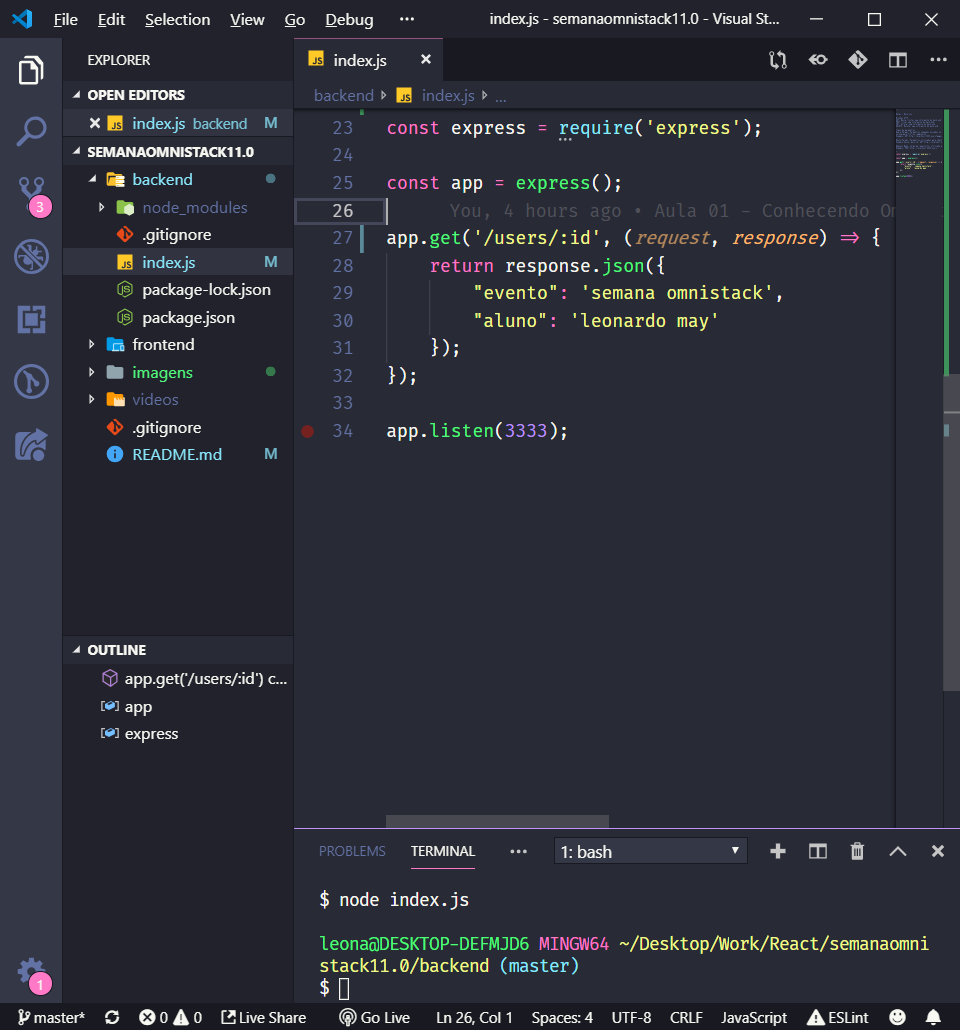 File Edit Selection View Go Debug ••• index.js - semanaomnistack11.0 - Visual St...
EXPLORER
OPEN EDITORS
JS index.js backend M
SEMANAOMNISTACK11.0
backend
node_modules
.gitignore
JS index.js M
package-lock.json
package.json
frontend
imagens
videos
.gitignore
README.md M
OUTLINE
app.get('/users/:id') c...
app
express
3
1
JS index.js
backend JS index.js ...
23 const express = require('express');
24
25 const app = express();
26 You, 4 hours ago • Aula 01 - Conhecendo
27 app.get('/users/:id', (request, response) => {
28 return response.json({
29 "evento": 'semana omnistack',
30 "aluno": 'leonardo may'
31 });
32 });
33
34 app.listen(3333);
PROBLEMS TERMINAL ••• 1: bash
$ node index.js
leona@DESKTOP-DEFMJD6 MINGW64 ~/Desktop/Work/React/semanaomni
stack11.0/backend (master)
$
master* 0 0 Live Share Go Live Ln 26, Col 1 Spaces: 4 UTF-8 CRLF JavaScript ESLint